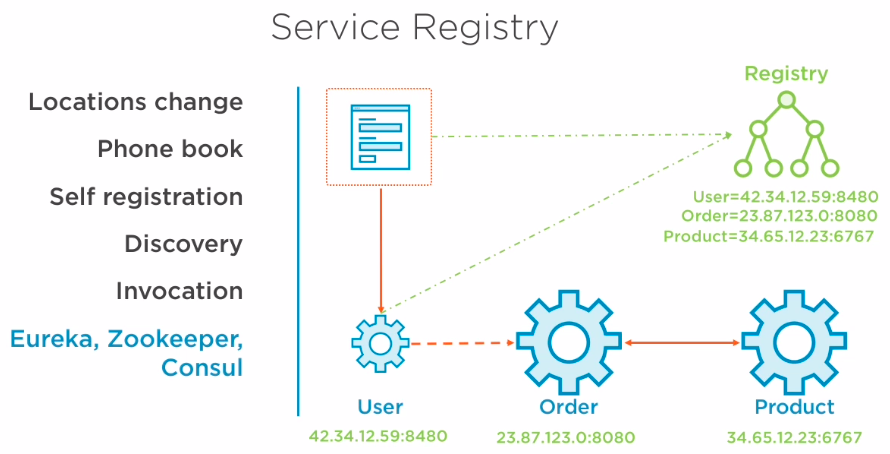 Service Registry
Locations change
Phone book
Self registration
Discovery
Invocation
Eureka, Zookeeper,
Consul
Registry
User=42.34.12.59:8480
Order=23.87.123.0:8080
Product=34.65.12.23:6767
User
Order
Product
42.34.12.59:8480
23.87.123.0:8080
34.65.12.23:6767